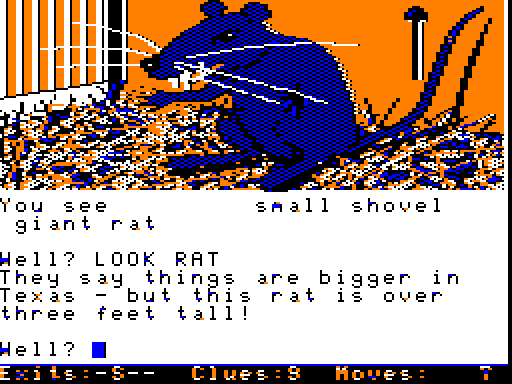 You see small shovel
giant rat
Well? LOOK RAT
They say things are bigger in
Texas - but this rat is over
three feet tall!
Well?
Exits:-S-- Clues:9 Moves: 7